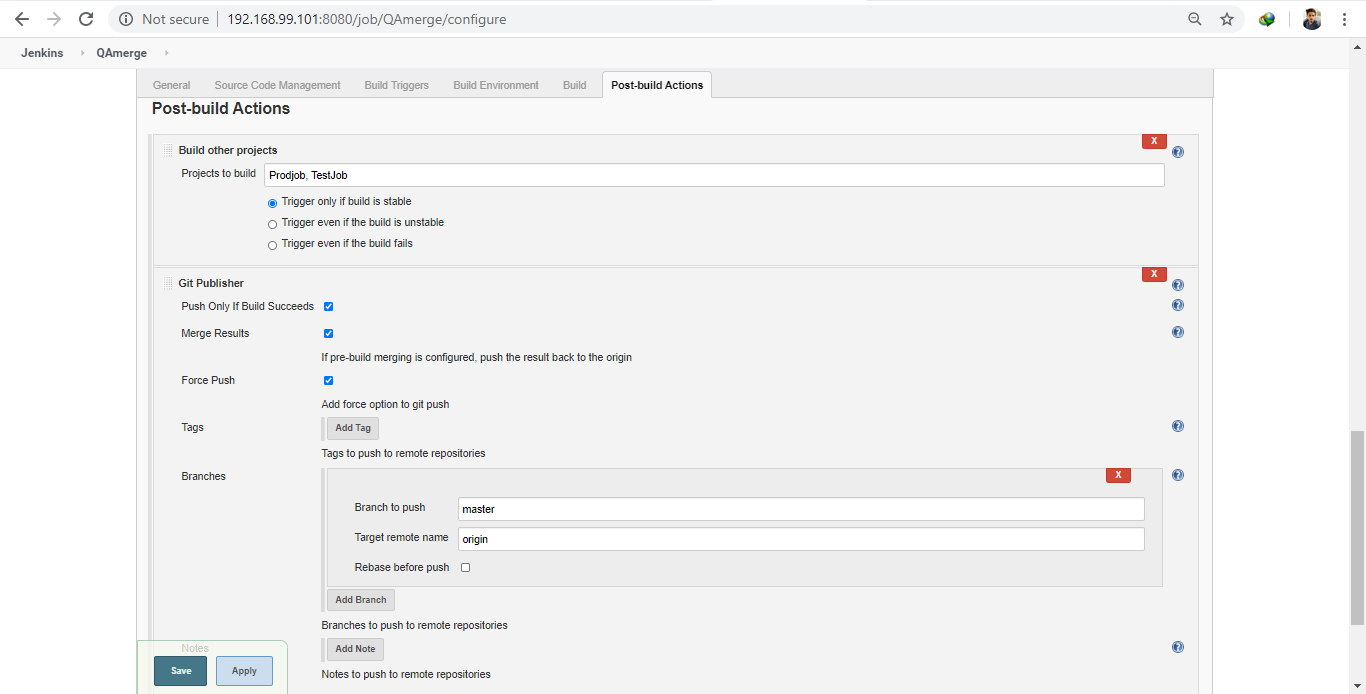 Not secure | 192.168.99.101:8080/job/QAmerge/configure
Jenkins QAmerge
General Source Code Management Build Triggers Build Environment Build Post-build Actions
Post-build Actions
X
Build other projects
?
Projects to build Prodjob, TestJob
Trigger only if build is stable
Trigger even if the build is unstable
Trigger even if the build fails
X
Git Publisher
?
Push Only If Build Succeeds ?
Merge Results ?
If pre-build merging is configured, push the result back to the origin
Force Push
Add force option to git push
Tags Add Tag ?
Tags to push to remote repositories
Branches X ?
Branch to push master
Target remote name origin
Rebase before push
Add Branch
Branches to push to remote repositories
Notes Add Note ?
Save Apply Notes to push to remote repositories